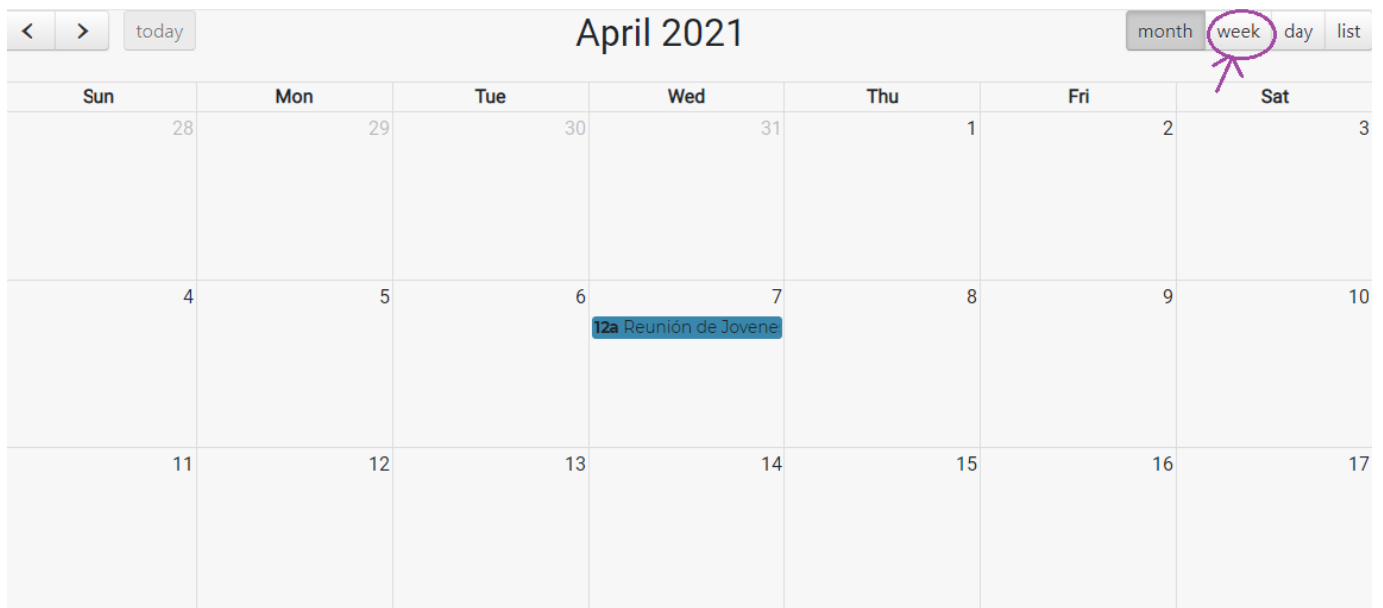 < > today April 2021 month week day list
Sun Mon Tue Wed Thu Fri Sat
28 29 30 31 1 2 3
4 5 6 7 8 9 10
12a Reunión de Jovene
11 12 13 14 15 16 17